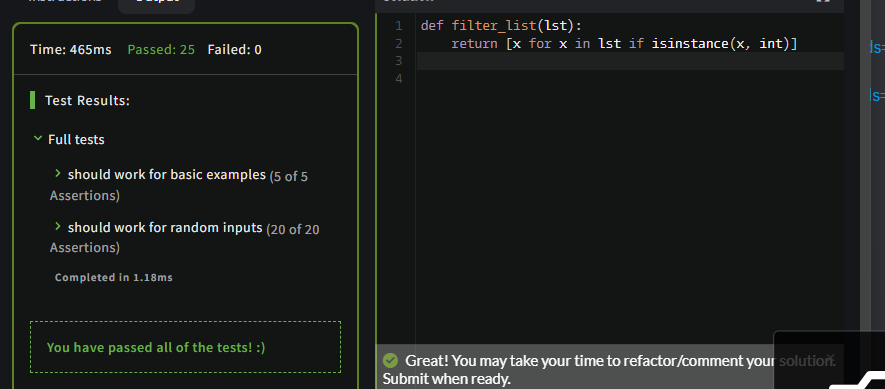 Time: 465ms Passed: 25 Failed: 0
Test Results:
Full tests
should work for basic examples (5 of 5
Assertions)
should work for random inputs (20 of 20
Assertions)
Completed in 1.18ms
You have passed all of the tests! :)
1 def filter_list(lst):
2 return [x for x in lst if isinstance(x, int)]
3
4
Great! You may take your time to refactor/comment your solution.
Submit when ready.
ls=
ls=